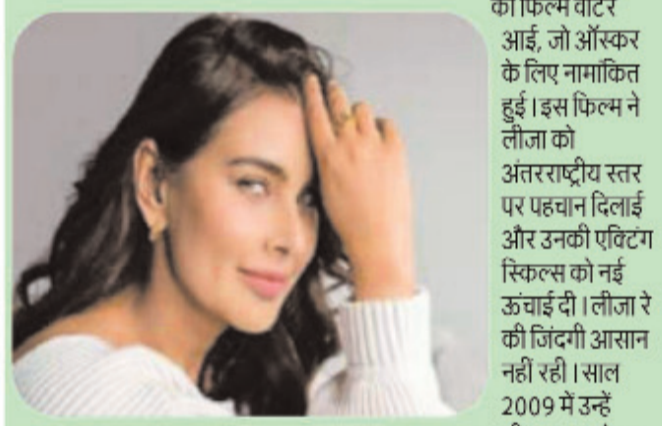 की फिल्म वाटर
आई, जो ऑस्कर
के लिए नामांकित
हुई । इस फिल्म ने
लीजा को
अंतरराष्ट्रीय स्तर
पर पहचान दिलाई
और उनकी एक्टिंग
स्किल्स को नई
ऊंचाई दी । लीजा रे
की जिंदगी आसान
नहीं रही । साल
2009 में उन्हें